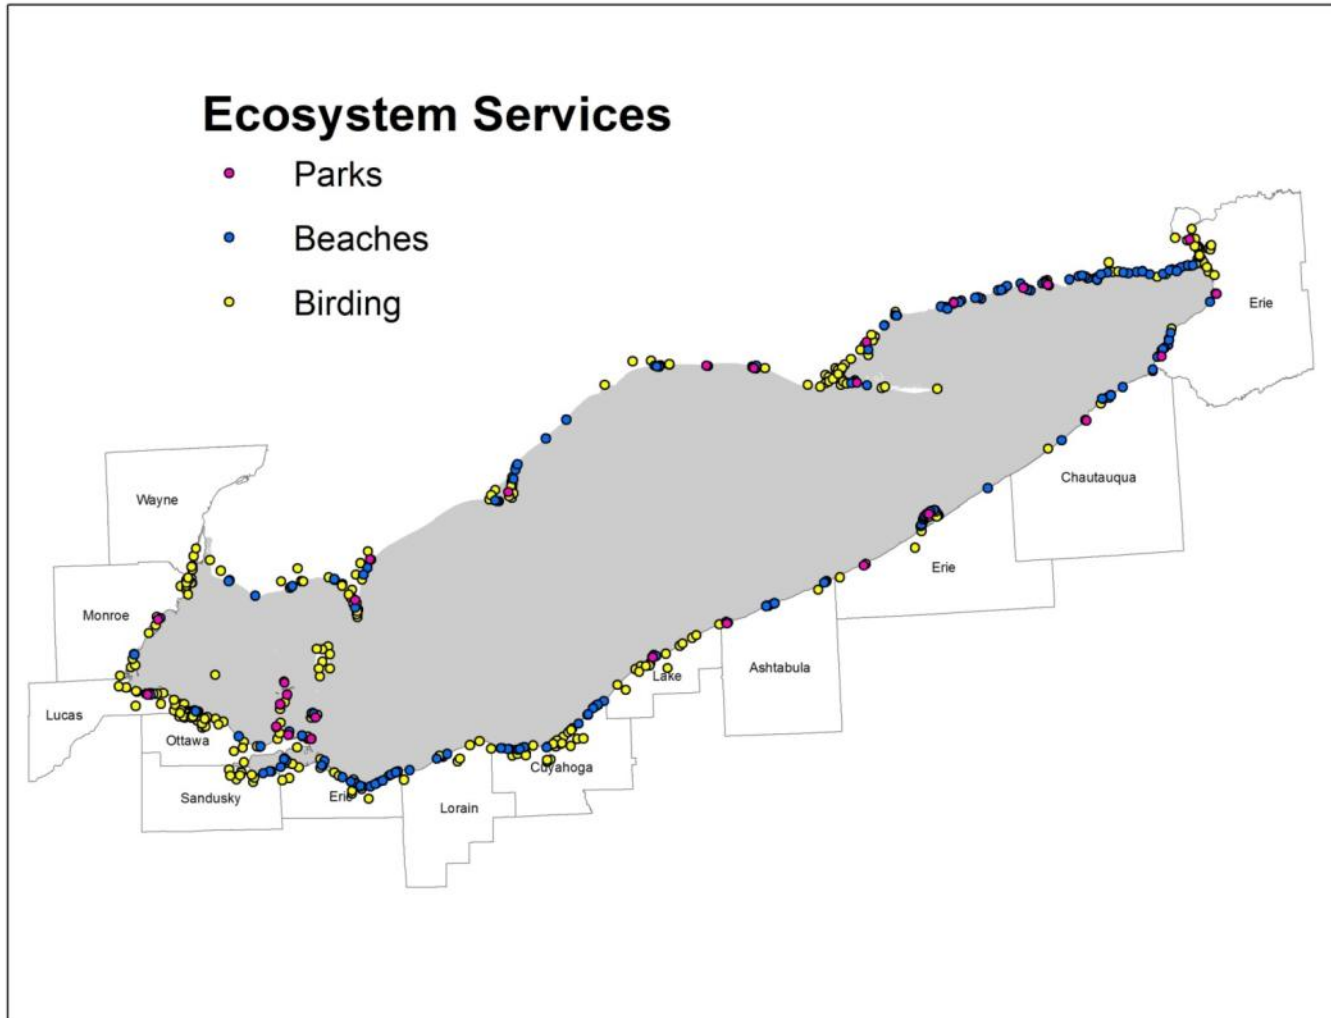 Ecosystem Services
Parks
Beaches
Birding
Erie
Chautauqua
Wayne
Erie
Monroe
Ashtabula
Lake
Lucas
Ottawa
Cuyahoga
Sandusky
Erie
Lorain